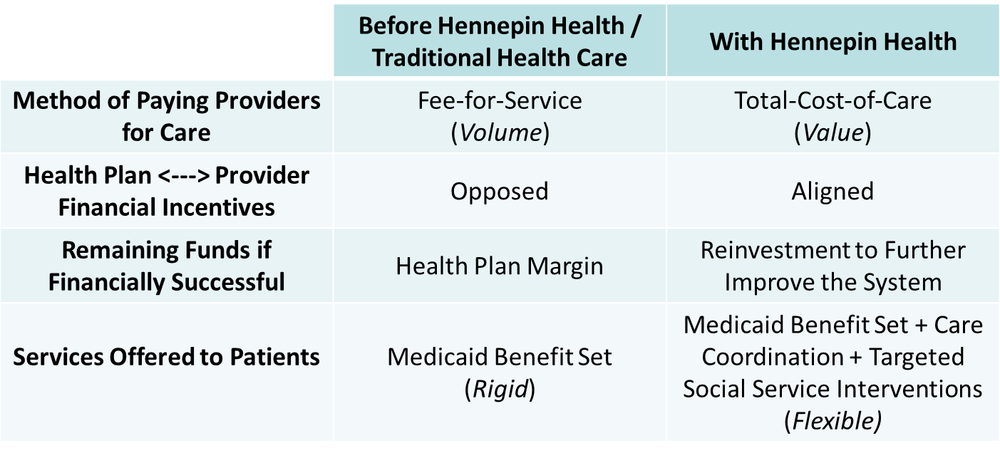 Before Hennepin Health /
Traditional Health Care
With Hennepin Health
Method of Paying Providers
for Care
Fee-for-Service
(Volume)
Total-Cost-of-Care
(Value)
Health Plan <---> Provider
Financial Incentives
Opposed
Aligned
Remaining Funds if
Financially Successful
Health Plan Margin
Reinvestment to Further
Improve the System
Services Offered to Patients
Medicaid Benefit Set
(Rigid)
Medicaid Benefit Set + Care
Coordination + Targeted
Social Service Interventions
(Flexible)